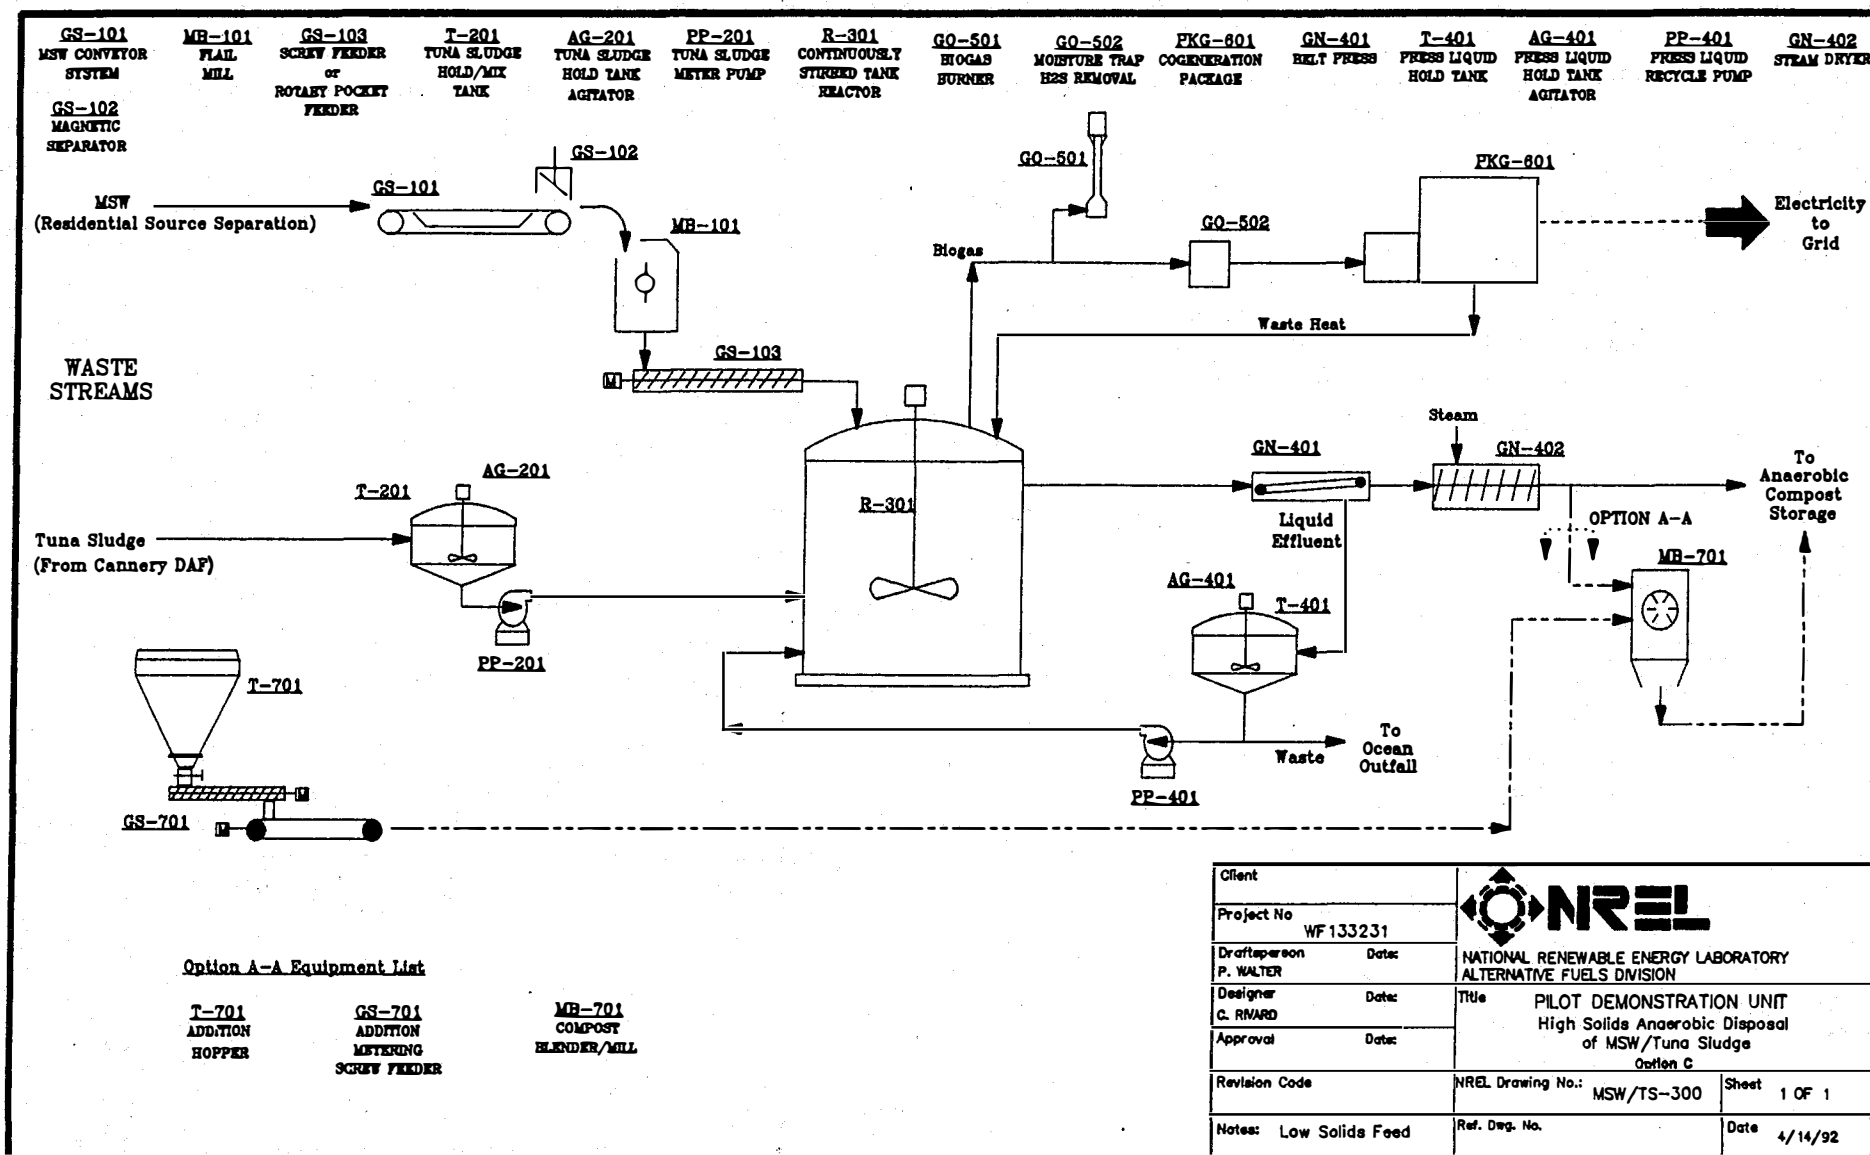 GS-101
MSW CONVEYOR
SYSTEM
GS-102
MAGNETIC
SEPARATOR
MB-101
FLAIL
MILL
GS-103
SCREW FEEDER
or
ROTARY POCKET
FEEDER
T-201
TUNA SLUDGE
HOLD/MIX
TANK
AG-201
TUNA SLUDGE
HOLD TANK
AGITATOR
PP-201
TUNA SLUDGE
METER PUMP
R-301
CONTINUOUSLY
STIRRED TANK
REACTOR
GO-501
BIOGAS
BURNER
GO-502
MOISTURE TRAP
H2S REMOVAL
PKG-601
COGENERATION
PACKAGE
GN-401
BELT PRESS
T-401
PRESS LIQUID
HOLD TANK
AG-401
PRESS LIQUID
HOLD TANK
AGITATOR
PP-401
PRESS LIQUID
RECYCLE PUMP
GN-402
STEAM DRYER
GS-102
GO-501
PKG-601
GS-101
MSW
(Residential Source Separation)
MB-101
GO-502
Electricity
to
Grid
Biogas
Waste Heat
GS-103
WASTE
STREAMS
Steam
GN-401
GN-402
To
Anaerobic
Compost
Storage
AG-201
T-201
R-301
Liquid
Effluent
OPTION A-A
Tuna Sludge
(From Cannery DAF)
MB-701
AG-401
T-401
PP-201
T-701
To
Ocean
Outfall
Waste
PP-401
GS-701
M
M
M
Option A-A Equipment List
T-701
ADDITION
HOPPER
GS-701
ADDITION
METERING
SCREW FEEDER
MB-701
COMPOST
BLENDER/MILL
Client
Project No
WF133231
Draftsperson Date:
P. WALTER
Designer Date:
C. RIVARD
Approval Date:
Revision Code
Notes: Low Solids Feed
NREL
NATIONAL RENEWABLE ENERGY LABORATORY
ALTERNATIVE FUELS DIVISION
Title PILOT DEMONSTRATION UNIT
High Solids Anaerobic Disposal
of MSW/Tuna Sludge
Option C
NREL Drawing No.: MSW/TS-300
Sheet 1 OF 1
Ref. Dwg. No.
Date 4/14/92